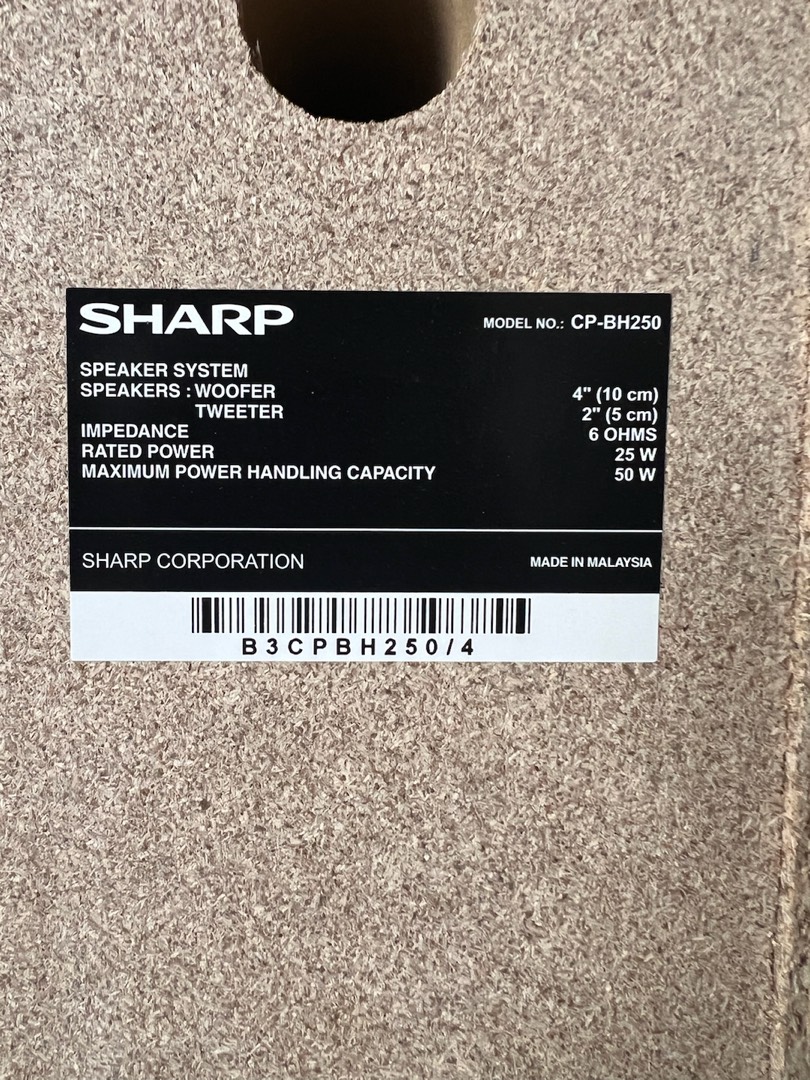 SHARP MODEL NO.: CP-BH250
SPEAKER SYSTEM
SPEAKERS : WOOFER 4" (10 cm)
TWEETER 2" (5 cm)
IMPEDANCE 6 OHMS
RATED POWER 25 W
MAXIMUM POWER HANDLING CAPACITY 50 W
SHARP CORPORATION MADE IN MALAYSIA
B3CPBH250/4